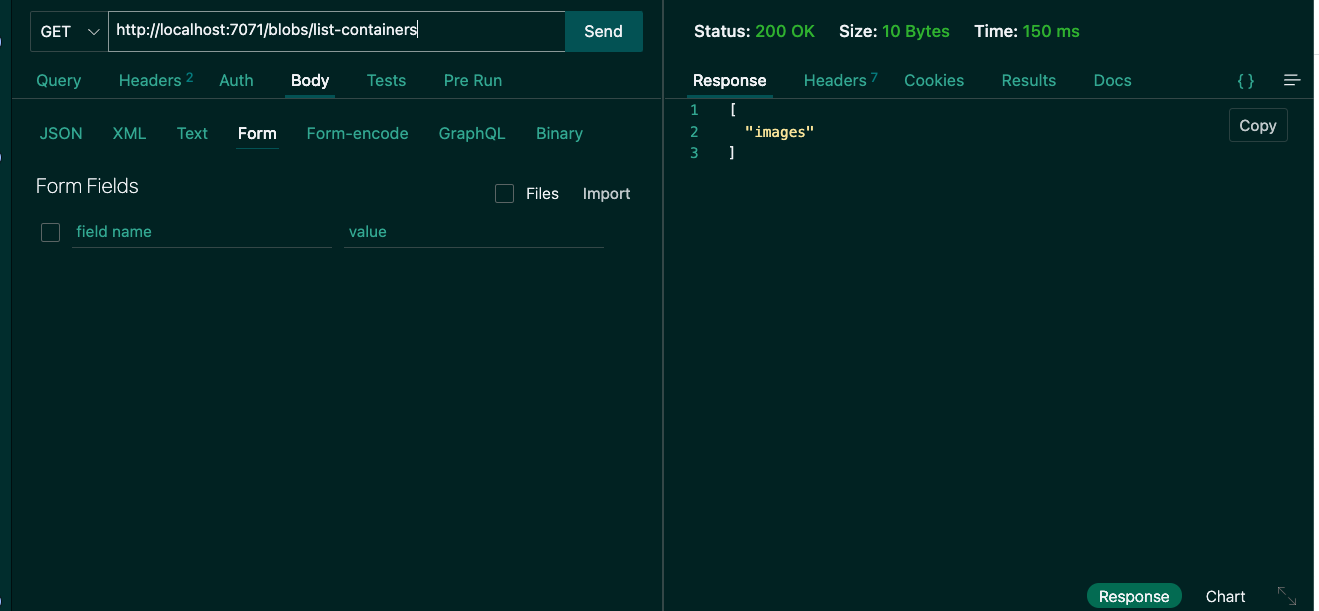 GET http://localhost:7071/blobs/list-containers Send
Query Headers 2 Auth Body Tests Pre Run
JSON XML Text Form Form-encode GraphQL Binary
Form Fields
Files Import
field name value
Status: 200 OK Size: 10 Bytes Time: 150 ms
Response Headers 7 Cookies Results Docs { }
1 [
2 "images"
3 ]
Copy
Response Chart